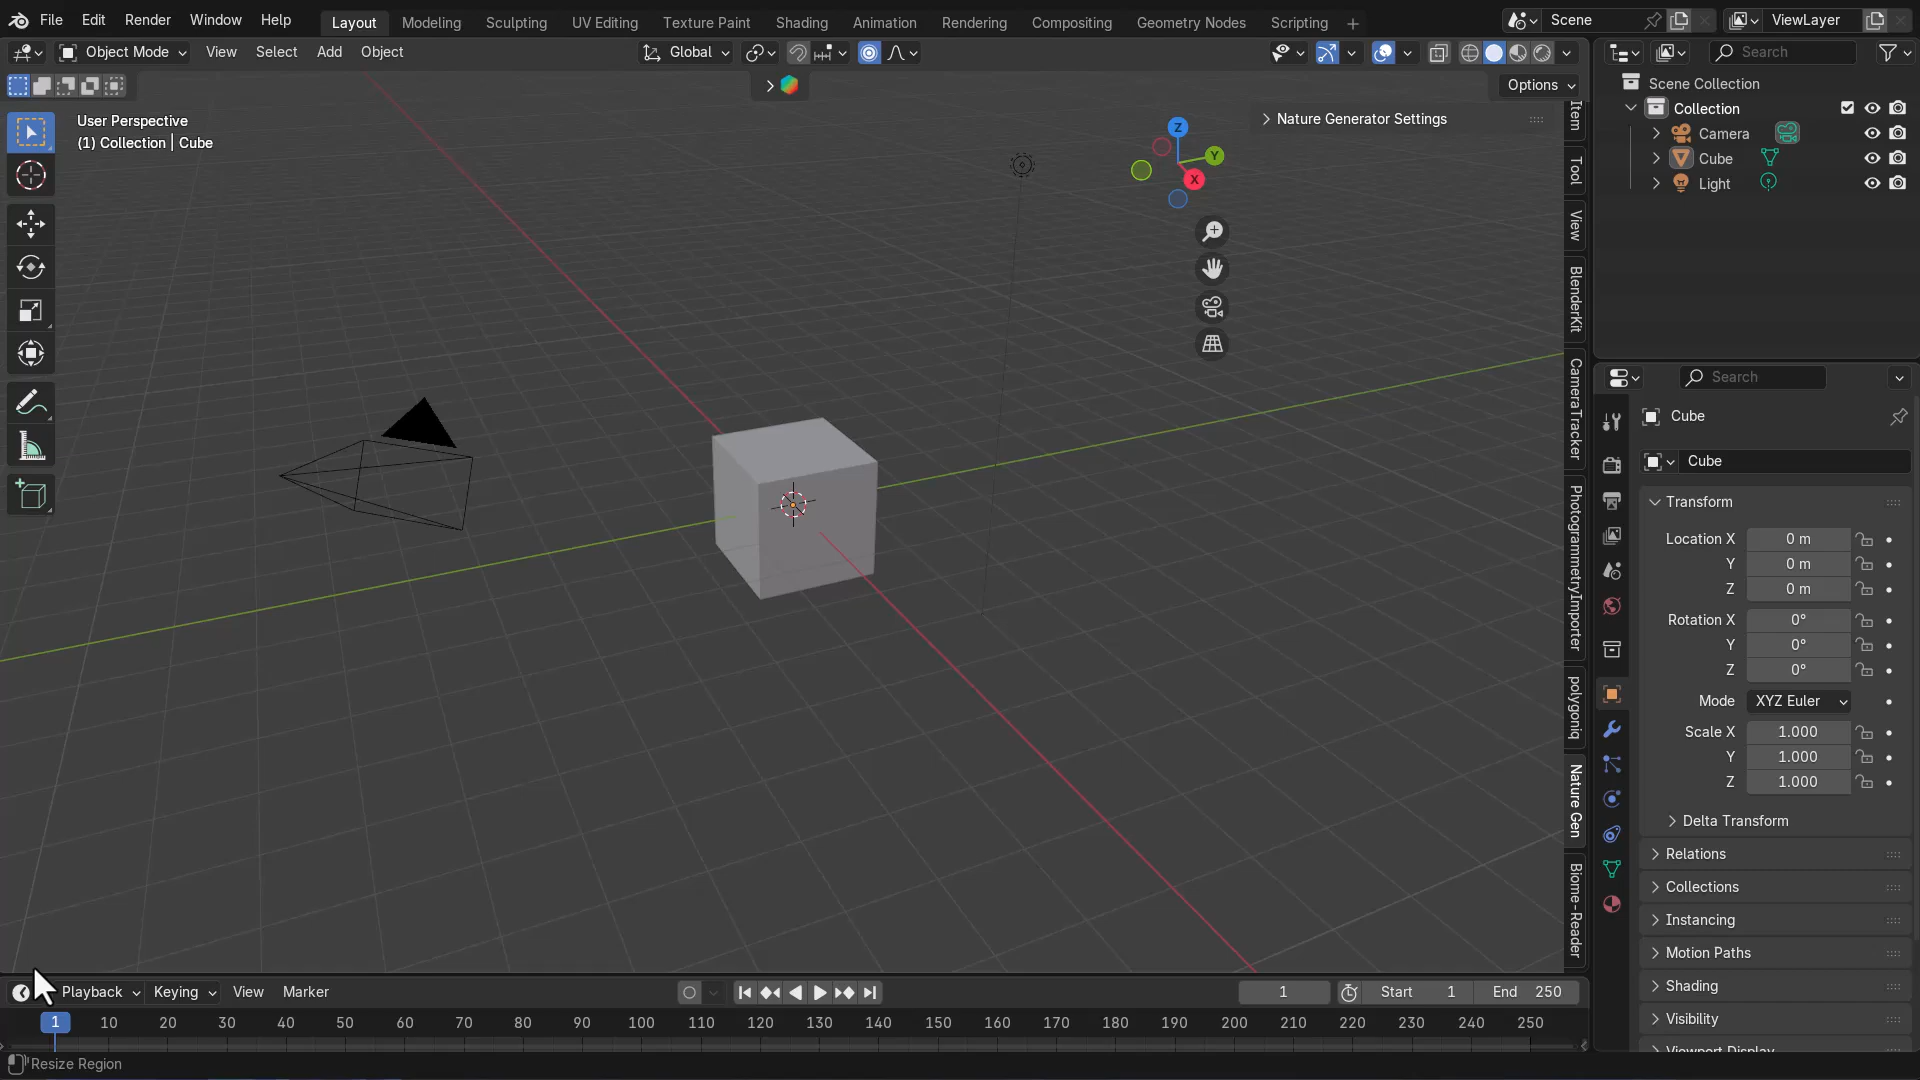 File Edit Render Window Help Layout Modeling Sculpting UV Editing Texture Paint Shading Animation Rendering Compositing Geometry Nodes Scripting Scene ViewLayer
Object Mode View Select Add Object Global Search
Options
User Perspective
(1) Collection | Cube
Z
Y
X
Nature Generator Settings
Item
Tool
View
BlenderKit
CameraTracker
PhotogrammetryImporter
polygoniq
Nature Gen
Biome-Reader
Scene Collection
Collection
Camera
Cube
Light
Search
Cube
Cube
Transform
Location X 0 m
Y 0 m
Z 0 m
Rotation X 0°
Y 0°
Z 0°
Mode XYZ Euler
Scale X 1.000
Y 1.000
Z 1.000
Delta Transform
Relations
Collections
Instancing
Motion Paths
Shading
Visibility
Viewport Display
Playback Keying View Marker 1 Start 1 End 250
1 10 20 30 40 50 60 70 80 90 100 110 120 130 140 150 160 170 180 190 200 210 220 230 240 250
Resize Region